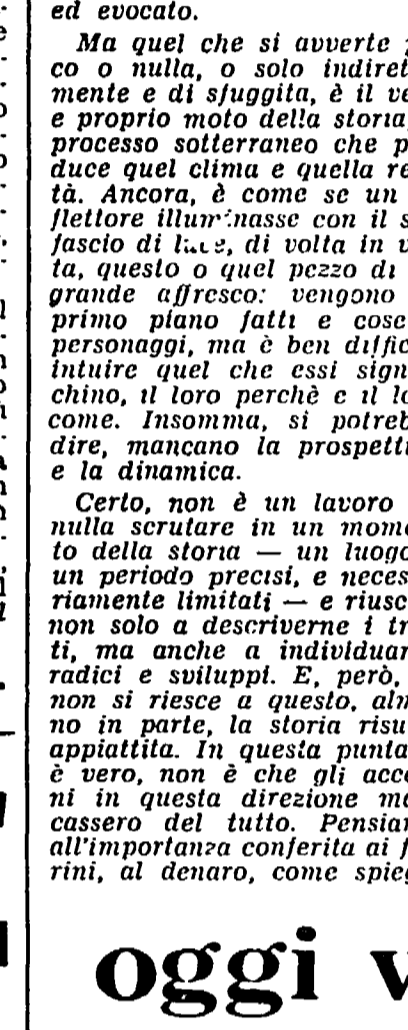 ed evocato.
Ma quel che si avverte
co o nulla, o solo indiret
mente e di sfuggita, è il ve
e proprio moto della storia
processo sotterraneo che p
duce quel clima e quella re
tà. Ancora, è come se un
flettore illuminasse con il s
fascio di luce, di volta in v
ta, questo o quel pezzo di
grande affresco: vengono
primo piano fatti e cose
personaggi, ma è ben diffic
intuire quel che essi sign
chino, il loro perchè e il lo
come. Insomma, si potreb
dire, mancano la prospetti
e la dinamica.
Certo, non è un lavoro
nulla scrutare in un mome
to della storia — un luogo
un periodo precisi, e neces
riamente limitati — e riusc
non solo a descriverne i tr
ti, ma anche a individuar
radici e sviluppi. E, però,
non si riesce a questo, alm
no in parte, la storia risu
appiattita. In questa punta
è vero, non è che gli acce
ni in questa direzione ma
cassero del tutto. Pensiam
all'importanza conferita ai f
rini, al denaro, come spieg
oggi v